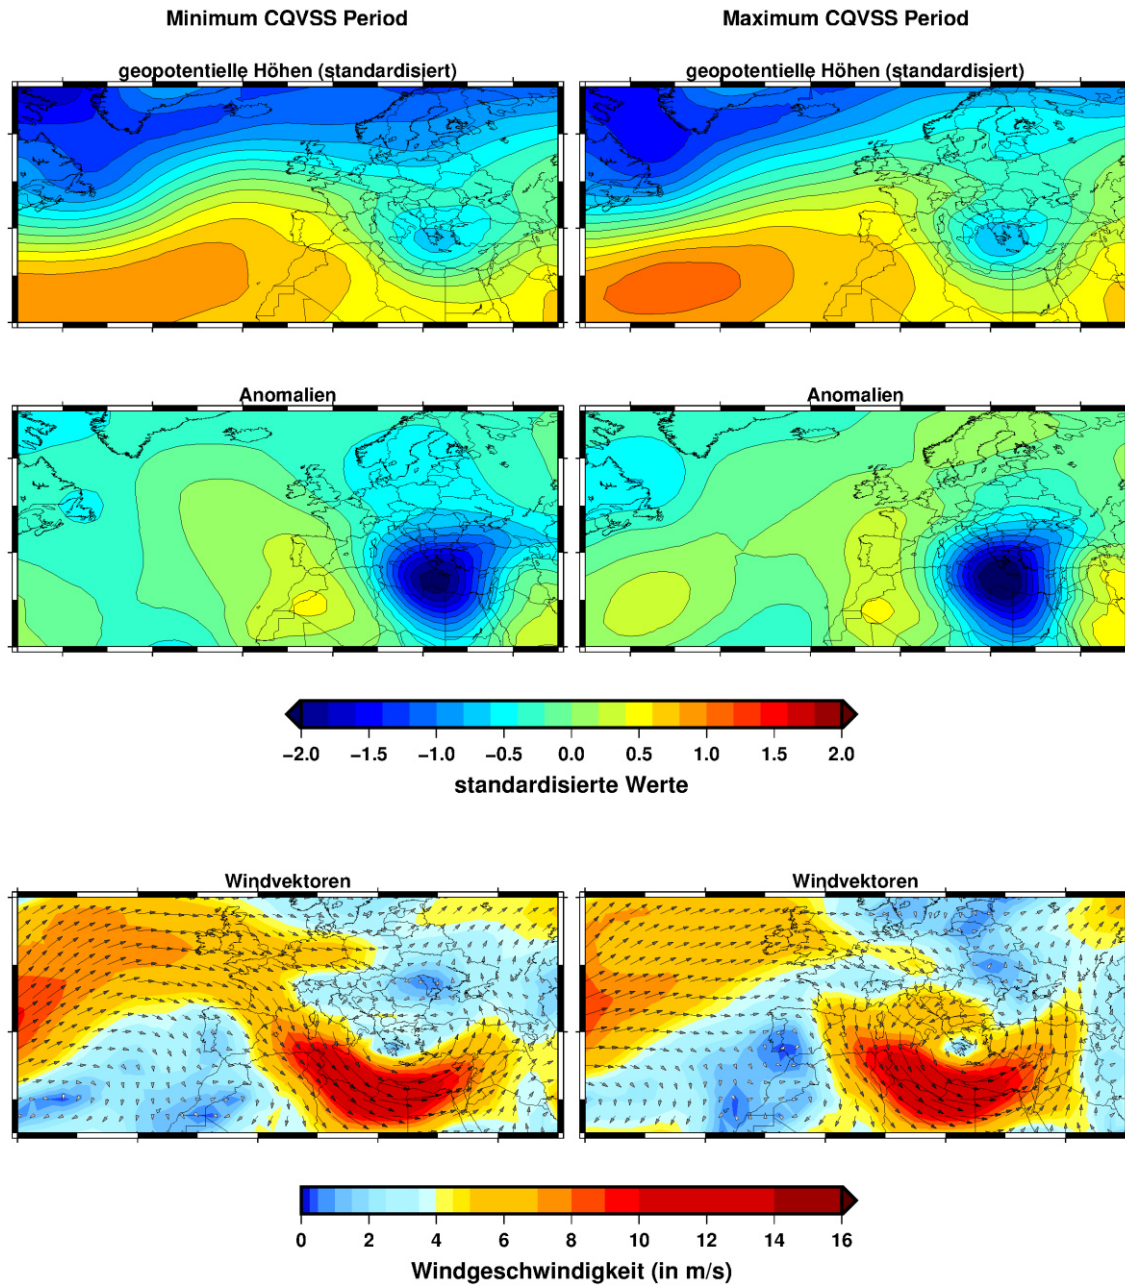 Minimum CQVSS Period
Maximum CQVSS Period
geopotentielle Höhen (standardisiert)
geopotentielle Höhen (standardisiert)
Anomalien
Anomalien
−2.0 −1.5 −1.0 −0.5 0.0 0.5 1.0 1.5 2.0
standardisierte Werte
Windvektoren
Windvektoren
0 2 4 6 8 10 12 14 16
Windgeschwindigkeit (in m/s)